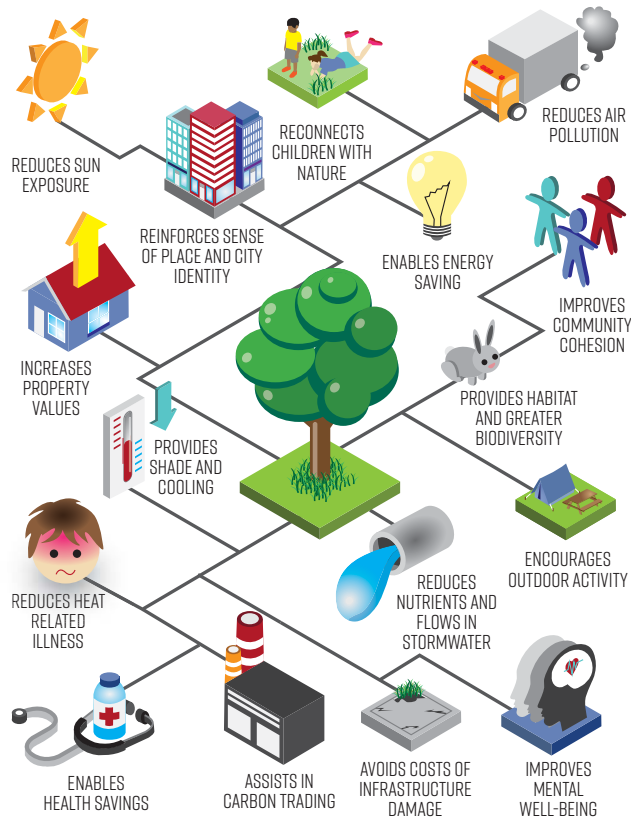 REDUCES SUN
EXPOSURE
RECONNECTS
CHILDREN WITH
NATURE
REDUCES AIR
POLLUTION
REINFORCES SENSE
OF PLACE AND CITY
IDENTITY
ENABLES ENERGY
SAVING
IMPROVES
COMMUNITY
COHESION
INCREASES
PROPERTY
VALUES
PROVIDES
SHADE AND
COOLING
PROVIDES HABITAT
AND GREATER
BIODIVERSITY
REDUCES HEAT
RELATED
ILLNESS
REDUCES
NUTRIENTS AND
FLOWS IN
STORMWATER
ENCOURAGES
OUTDOOR ACTIVITY
ENABLES
HEALTH SAVINGS
ASSISTS IN
CARBON TRADING
AVOIDS COSTS OF
INFRASTRUCTURE
DAMAGE
IMPROVES
MENTAL
WELL-BEING